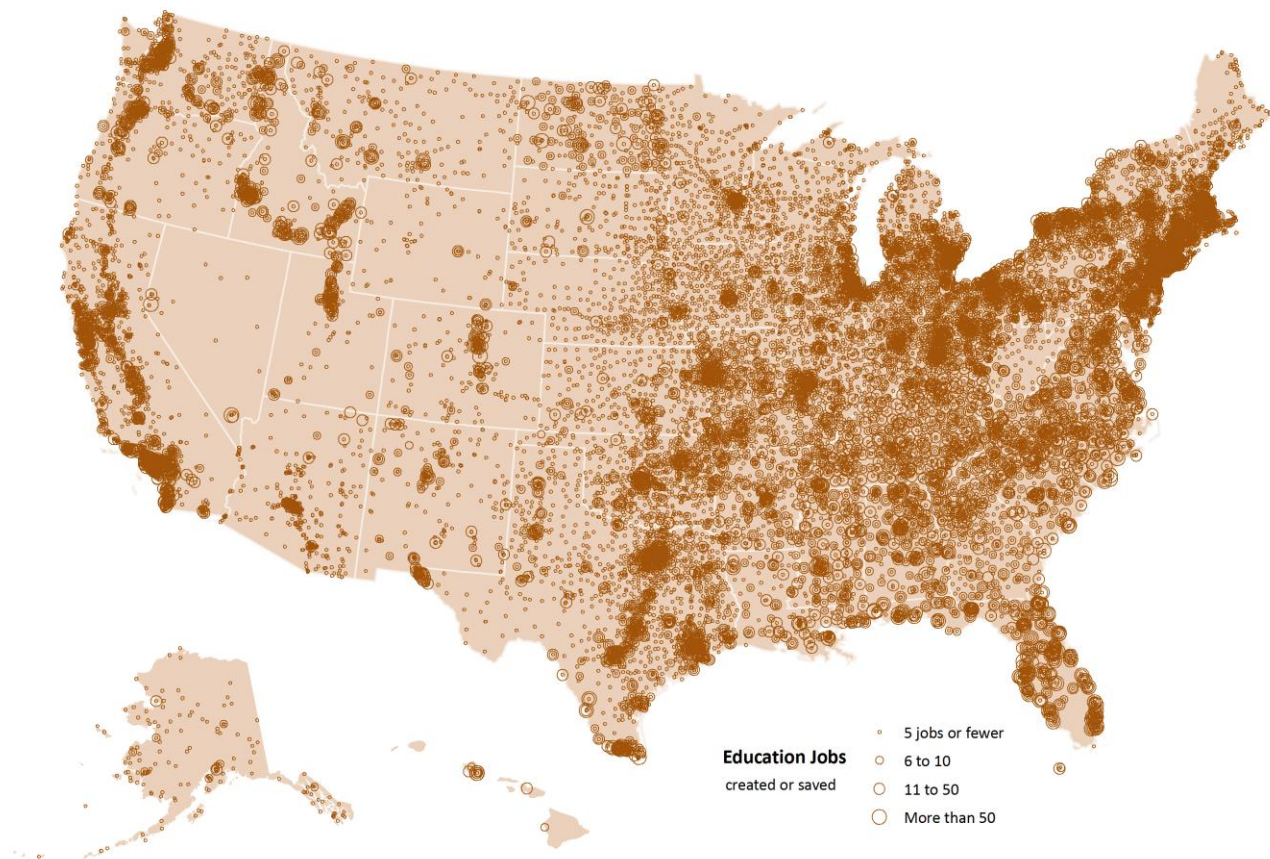 Education Jobs
created or saved
5 jobs or fewer
6 to 10
11 to 50
More than 50